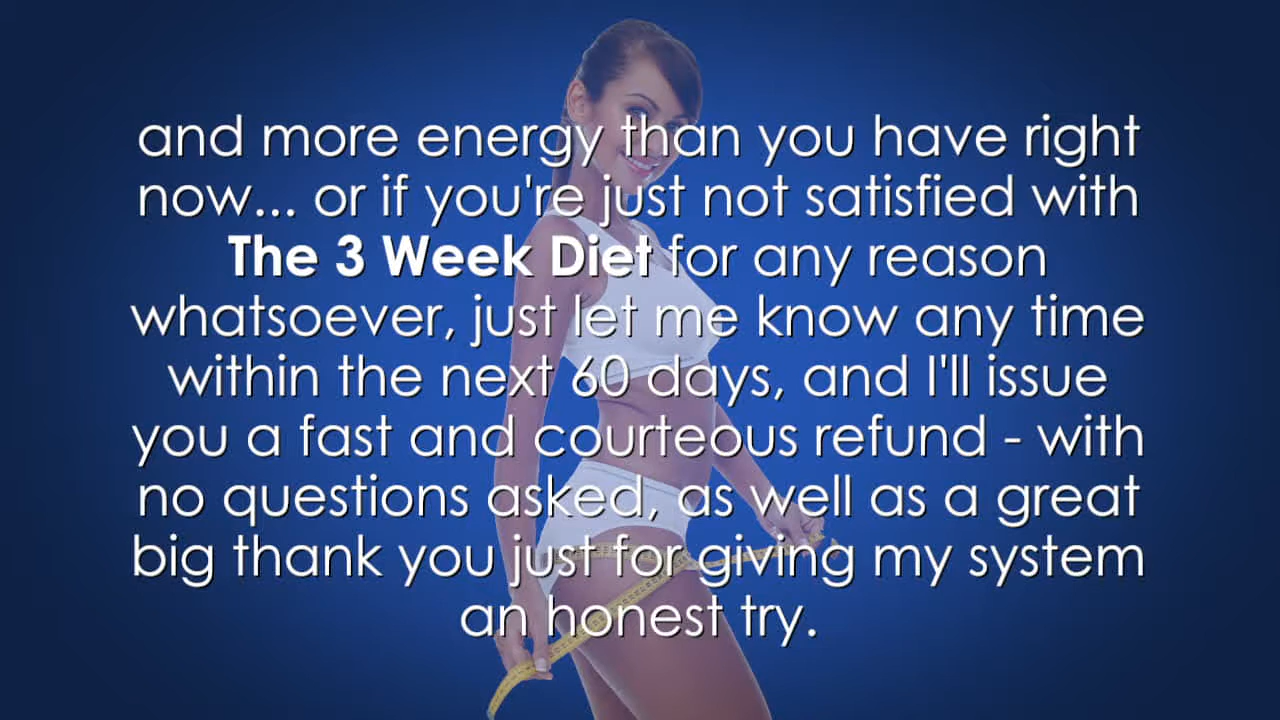 and more energy than you have right
now... or if you're just not satisfied with
The 3 Week Diet for any reason
whatsoever, just let me know any time
within the next 60 days, and I'll issue
you a fast and courteous refund - with
no questions asked, as well as a great
big thank you just for giving my system
an honest try.